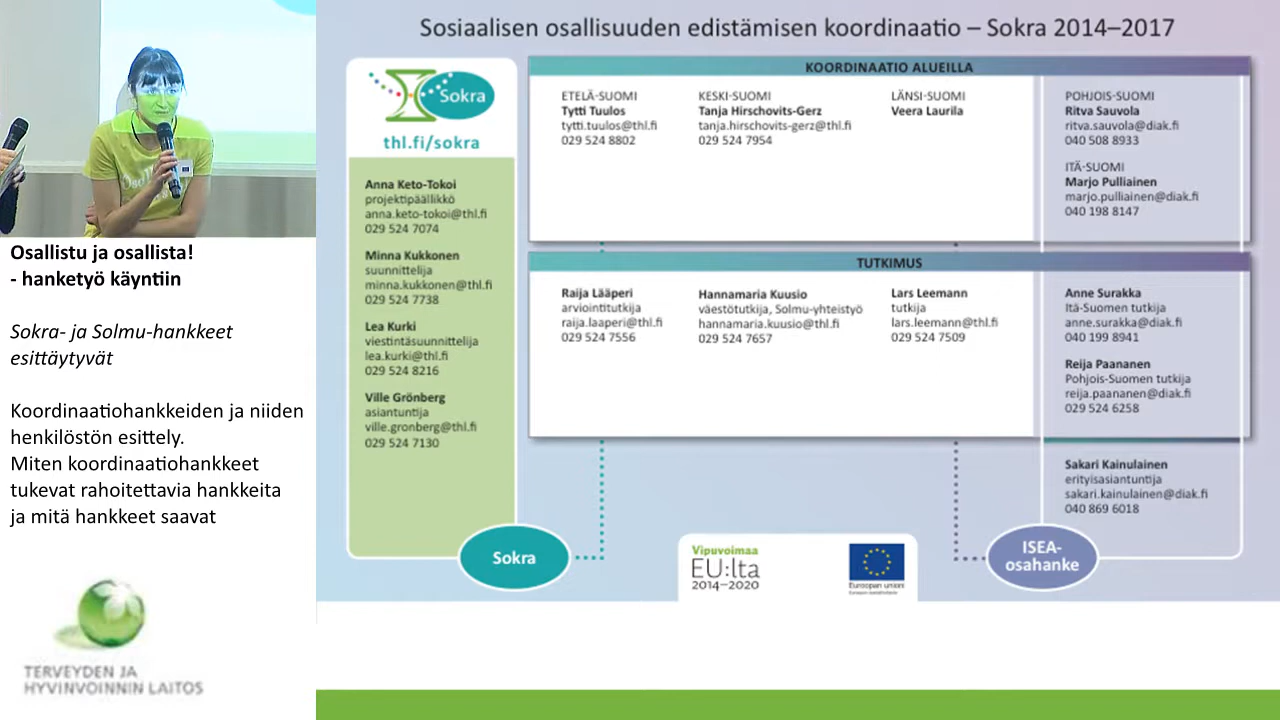 Sokra
Osallistu ja osallista!
- hanketyö käyntiin
Sokra- ja Solmu-hankkeet
esittäytyvät
Koordinaatiohankkeiden ja niiden
henkilöstön esittely.
Miten koordinaatiohankkeet
tukevat rahoitettavia hankkeita
ja mitä hankkeet saavat
TERVEYDEN JA
HYVINVOINNIN LAITOS
Sosiaalisen osallisuuden edistämisen koordinaatio – Sokra 2014–2017
Sokra
thl.fi/sokra
Anna Keto-Tokoi
projektipäällikkö
anna.keto-tokoi@thl.fi
029 524 7074
Minna Kukkonen
suunnittelija
minna.kukkonen@thl.fi
029 524 7738
Lea Kurki
viestintäsuunnittelija
lea.kurki@thl.fi
029 524 8216
Ville Grönberg
asiantuntija
ville.gronberg@thl.fi
029 524 7130
Sokra
KOORDINAATIO ALUEILLA
ETELÄ-SUOMI
Tytti Tuulos
tytti.tuulos@thl.fi
029 524 8802
KESKI-SUOMI
Tanja Hirschovits-Gerz
tanja.hirschovits-gerz@thl.fi
029 524 7954
LÄNSI-SUOMI
Veera Laurila
POHJOIS-SUOMI
Ritva Sauvola
ritva.sauvola@diak.fi
040 508 8933
ITÄ-SUOMI
Marjo Pulliainen
marjo.pulliainen@diak.fi
040 198 8147
TUTKIMUS
Raija Lääperi
arviointitutkija
raija.laaperi@thl.fi
029 524 7556
Hannamaria Kuusio
väestötutkija, Solmu-yhteistyö
hannamaria.kuusio@thl.fi
029 524 7657
Lars Leemann
tutkija
lars.leemann@thl.fi
029 524 7509
Anne Surakka
Itä-Suomen tutkija
anne.surakka@diak.fi
040 199 8941
Reija Paananen
Pohjois-Suomen tutkija
reija.paananen@diak.fi
029 524 6258
Sakari Kainulainen
erityisasiantuntija
sakari.kainulainen@diak.fi
040 869 6018
ISEA-
osahanke
Vipuvoimaa
EU:lta
2014–2020
Euroopan unioni